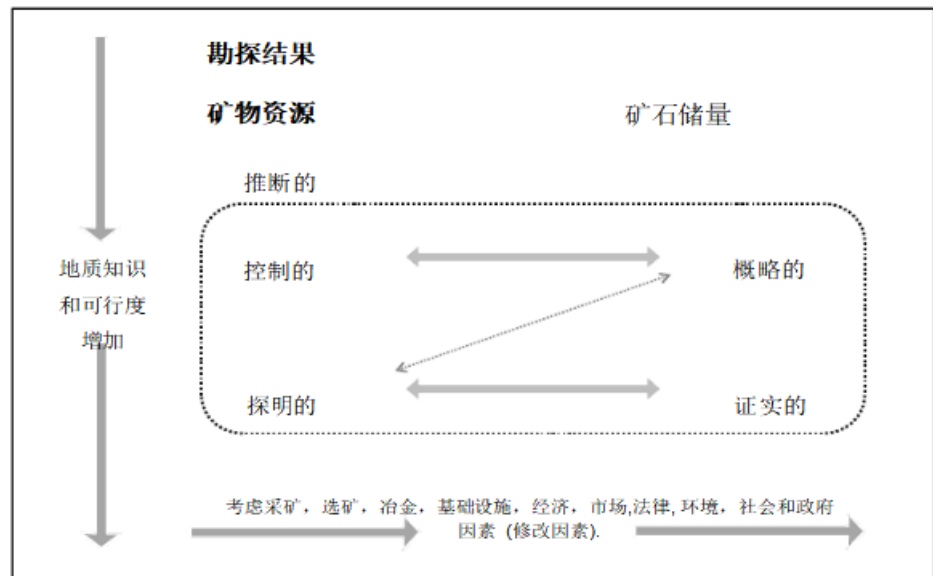 勘探结果
矿物资源
矿石储量
推断的
地质知识
和可行度
增加
控制的
概略的
探明的
证实的
考虑采矿，选矿，冶金，基础设施，经济，市场,法律, 环境，社会和政府
因素 (修改因素).